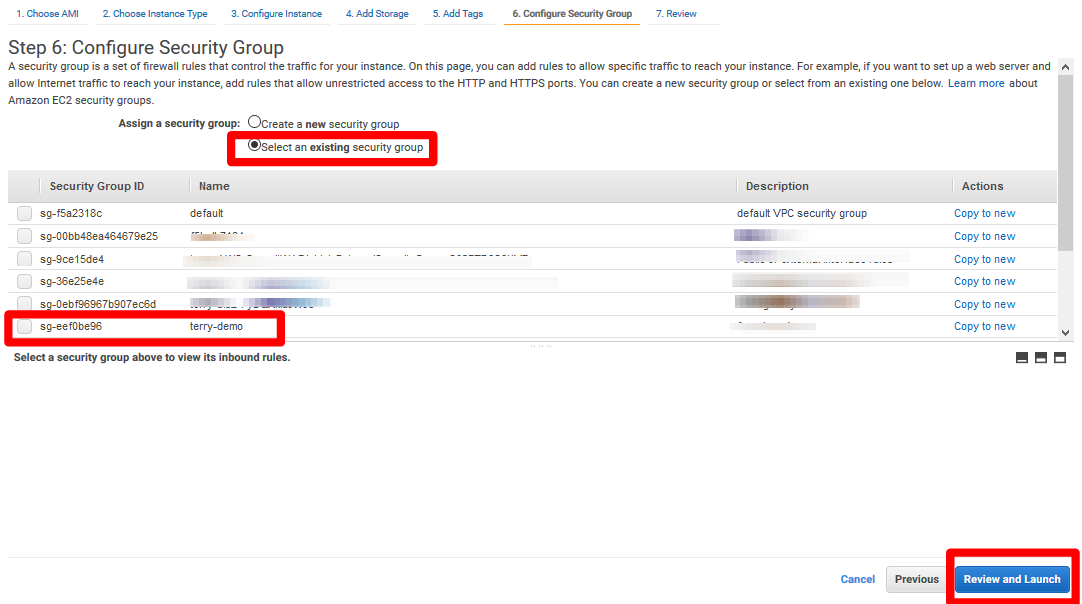 1. Choose AMI 2. Choose Instance Type 3. Configure Instance 4. Add Storage 5. Add Tags 6. Configure Security Group 7. Review
Step 6: Configure Security Group
A security group is a set of firewall rules that control the traffic for your instance. On this page, you can add rules to allow specific traffic to reach your instance. For example, if you want to set up a web server and
allow Internet traffic to reach your instance, add rules that allow unrestricted access to the HTTP and HTTPS ports. You can create a new security group or select from an existing one below. Learn more about
Amazon EC2 security groups.
Assign a security group: Create a new security group
Select an existing security group
Security Group ID Name Description Actions
sg-f5a2318c default default VPC security group Copy to new
sg-00bb48ea464679e25 Copy to new
sg-9ce15de4 Copy to new
sg-36e25e4e Copy to new
sg-0ebf96967b907ec6d Copy to new
sg-eef0be96 terry-demo Copy to new
Select a security group above to view its inbound rules.
Cancel Previous Review and Launch